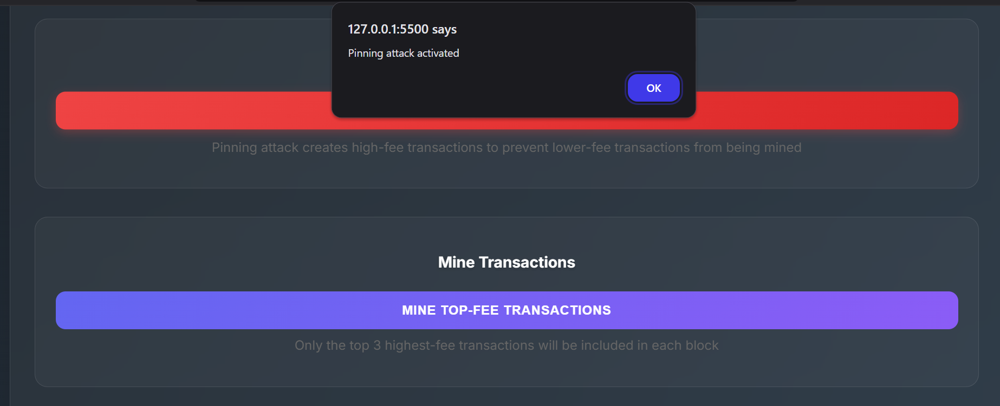 127.0.0.1:5500 says
Pinning attack activated
OK
Pinning attack creates high-fee transactions to prevent lower-fee transactions from being mined
Mine Transactions
MINE TOP-FEE TRANSACTIONS
Only the top 3 highest-fee transactions will be included in each block